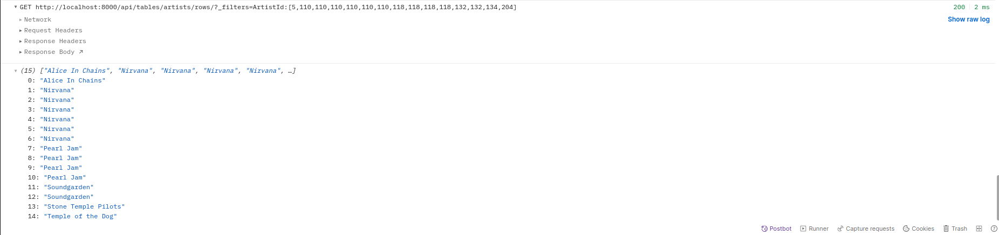 ▾ GET http://localhost:8000/api/tables/artists/rows/?_filters=ArtistId:[5,110,110,110,110,110,110,118,118,118,118,132,132,134,204] 200 2 ms
▸ Network Show raw log
▸ Request Headers
▸ Response Headers
▸ Response Body ↗
▾ (15) ["Alice In Chains", "Nirvana", "Nirvana", "Nirvana", "Nirvana", …]
0: "Alice In Chains"
1: "Nirvana"
2: "Nirvana"
3: "Nirvana"
4: "Nirvana"
5: "Nirvana"
6: "Nirvana"
7: "Pearl Jam"
8: "Pearl Jam"
9: "Pearl Jam"
10: "Pearl Jam"
11: "Soundgarden"
12: "Soundgarden"
13: "Stone Temple Pilots"
14: "Temple of the Dog"
Postbot Runner Capture requests Cookies Trash